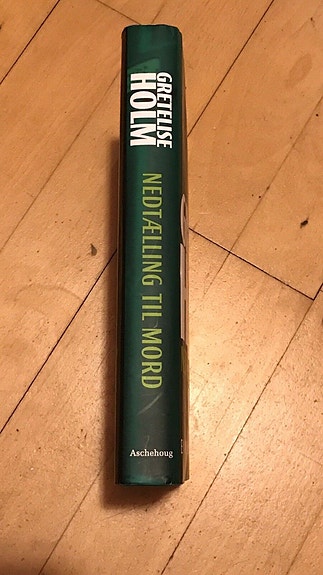 GRETELISE
HOLM
NEDTÆLLING TIL MORD
Aschehoug